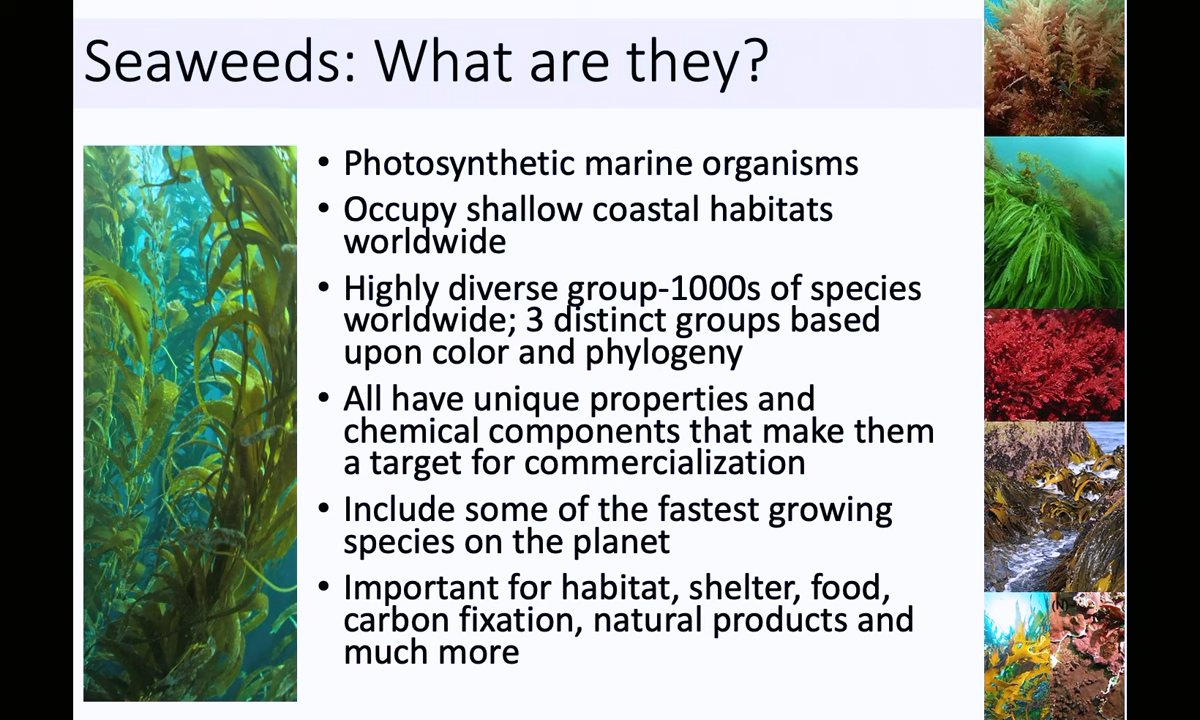 Seaweeds: What are they?
• Photosynthetic marine organisms
• Occupy shallow coastal habitats
worldwide
• Highly diverse group-1000s of species
worldwide; 3 distinct groups based
upon color and phylogeny
• All have unique properties and
chemical components that make them
a target for commercialization
• Include some of the fastest growing
species on the planet
• Important for habitat, shelter, food,
carbon fixation, natural products and
much more